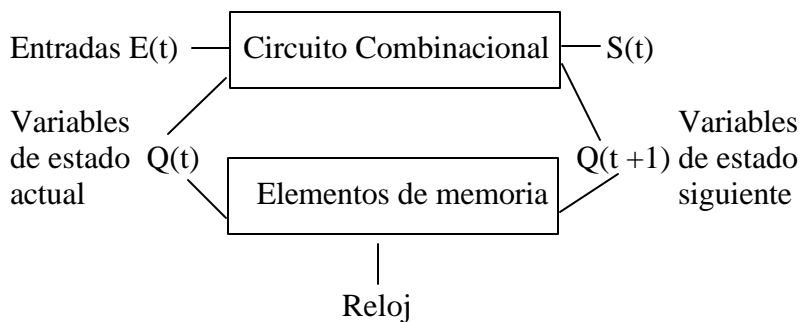 Entradas E(t)
Circuito Combinacional
S(t)
Variables
de estado
actual
Q(t)
Elementos de memoria
Q(t +1)
Variables
de estado
siguiente
Reloj